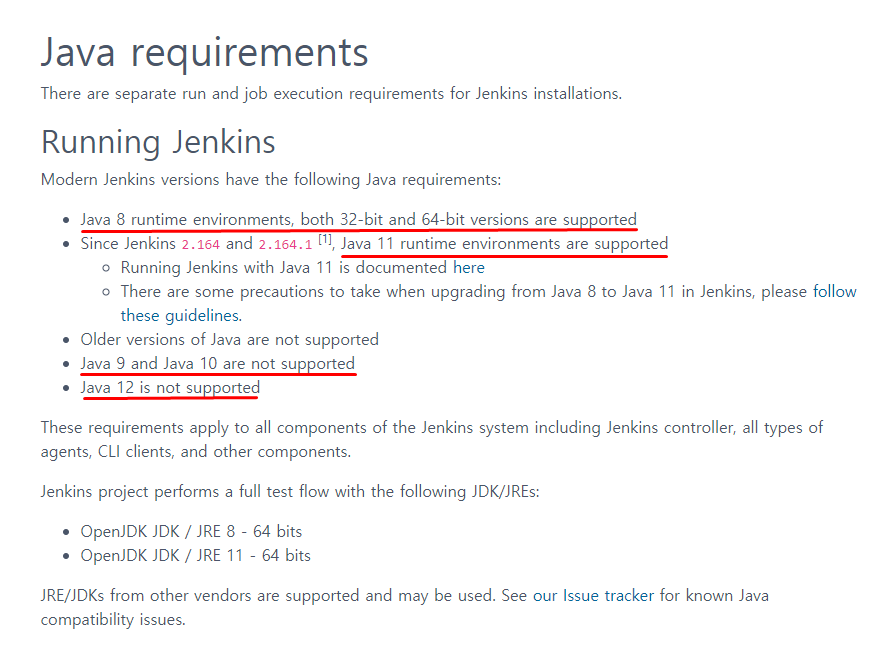 Java requirements
There are separate run and job execution requirements for Jenkins installations.
Running Jenkins
Modern Jenkins versions have the following Java requirements:
• Java 8 runtime environments, both 32-bit and 64-bit versions are supported
• Since Jenkins 2.164 and 2.164.1 [1], Java 11 runtime environments are supported
◦ Running Jenkins with Java 11 is documented here
◦ There are some precautions to take when upgrading from Java 8 to Java 11 in Jenkins, please follow
these guidelines.
• Older versions of Java are not supported
• Java 9 and Java 10 are not supported
• Java 12 is not supported
These requirements apply to all components of the Jenkins system including Jenkins controller, all types of
agents, CLI clients, and other components.
Jenkins project performs a full test flow with the following JDK/JREs:
• OpenJDK JDK / JRE 8 - 64 bits
• OpenJDK JDK / JRE 11 - 64 bits
JRE/JDKs from other vendors are supported and may be used. See our Issue tracker for known Java
compatibility issues.